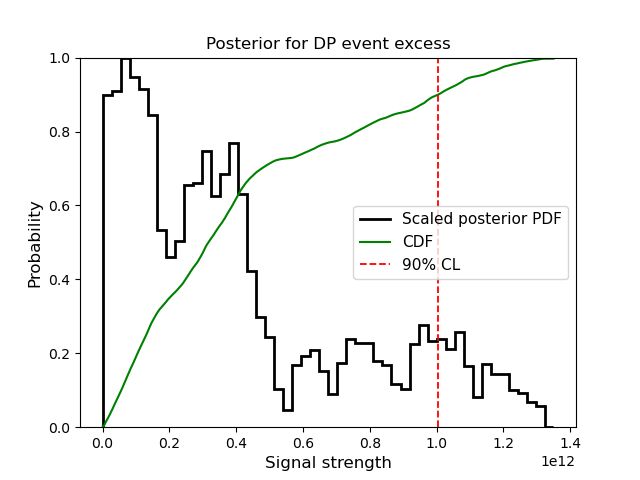 Posterior for DP event excess
Probability
1.0
0.8
0.6
0.4
0.2
0.0
Scaled posterior PDF
CDF
90% CL
0.0 0.2 0.4 0.6 0.8 1.0 1.2 1.4
1e12
Signal strength